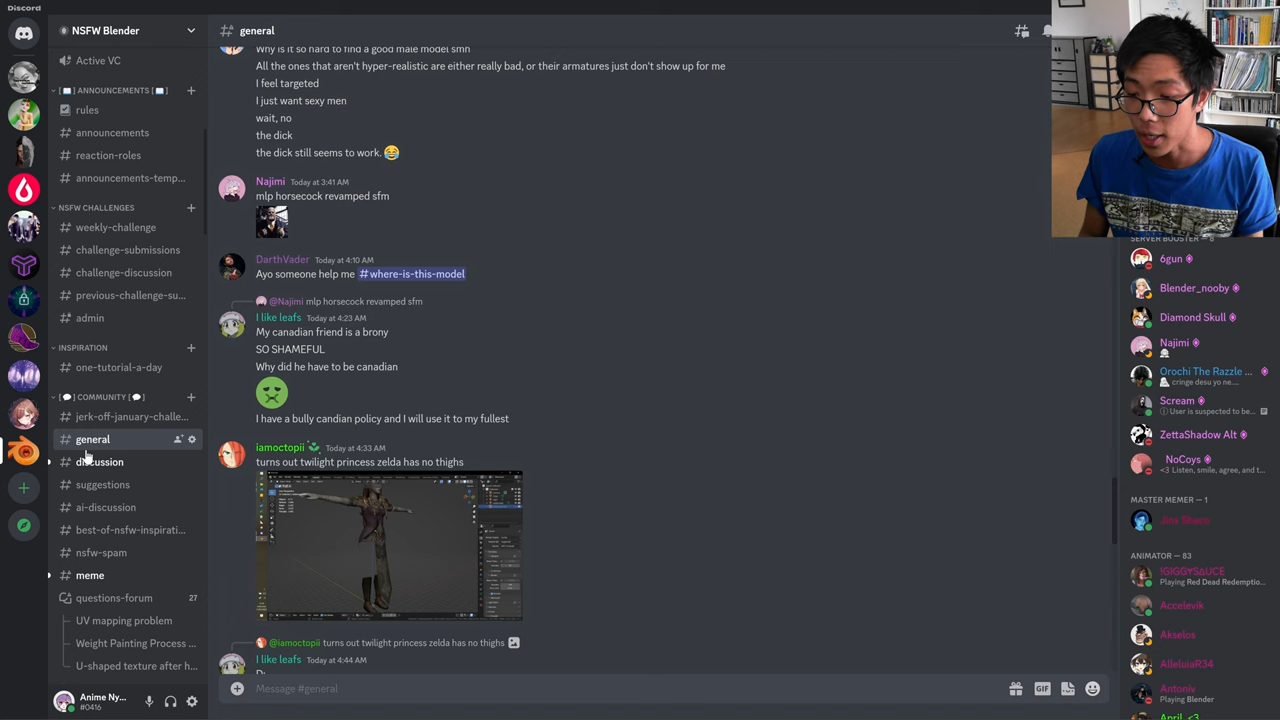 Discord
NSFW Blender
Active VC
ANNOUNCEMENTS
rules
announcements
reaction-roles
announcements-temp...
NSFW CHALLENGES
weekly-challenge
challenge-submissions
challenge-discussion
previous-challenge-su...
admin
INSPIRATION
one-tutorial-a-day
COMMUNITY
jerk-off-january-challe...
general
discussion
suggestions
ai-discussion
best-of-nsfw-inspirati...
nsfw-spam
meme
questions-forum 27
UV mapping problem
Weight Painting Process ...
U-shaped texture after h...
Anime Ny...
#0416
general
Why is it so hard to find a good male model smh
All the ones that aren't hyper-realistic are either really bad, or their armatures just don't show up for me
I feel targeted
I just want sexy men
wait, no
the dick
the dick still seems to work. 😂
Najimi Today at 3:41 AM
mlp horsecock revamped sfm
DarthVader Today at 4:10 AM
Ayo someone help me #where-is-this-model
@Najimi mlp horsecock revamped sfm
I like leafs Today at 4:23 AM
My canadian friend is a brony
SO SHAMEFUL
Why did he have to be canadian
I have a bully candian policy and I will use it to my fullest
iamoctopii Today at 4:33 AM
turns out twilight princess zelda has no thighs
@iamoctopii turns out twilight princess zelda has no thighs
I like leafs Today at 4:44 AM
Message #general
GIF
SERVER BOOSTER — 8
6gun
Blender_nooby
Diamond Skull
Najimi
Orochi The Razzle ...
cringe desu yo ne...
Scream
User is suspected to be...
ZettaShadow Alt
NoCoys
<3 Listen, smile, agree, and t...
MASTER MEMER — 1
Jinx Shaco
ANIMATOR — 83
Playing Red Dead Redemptio...
Accelevik
Akselos
AlleluiaR34
Antoniv
Playing Blender
April <3